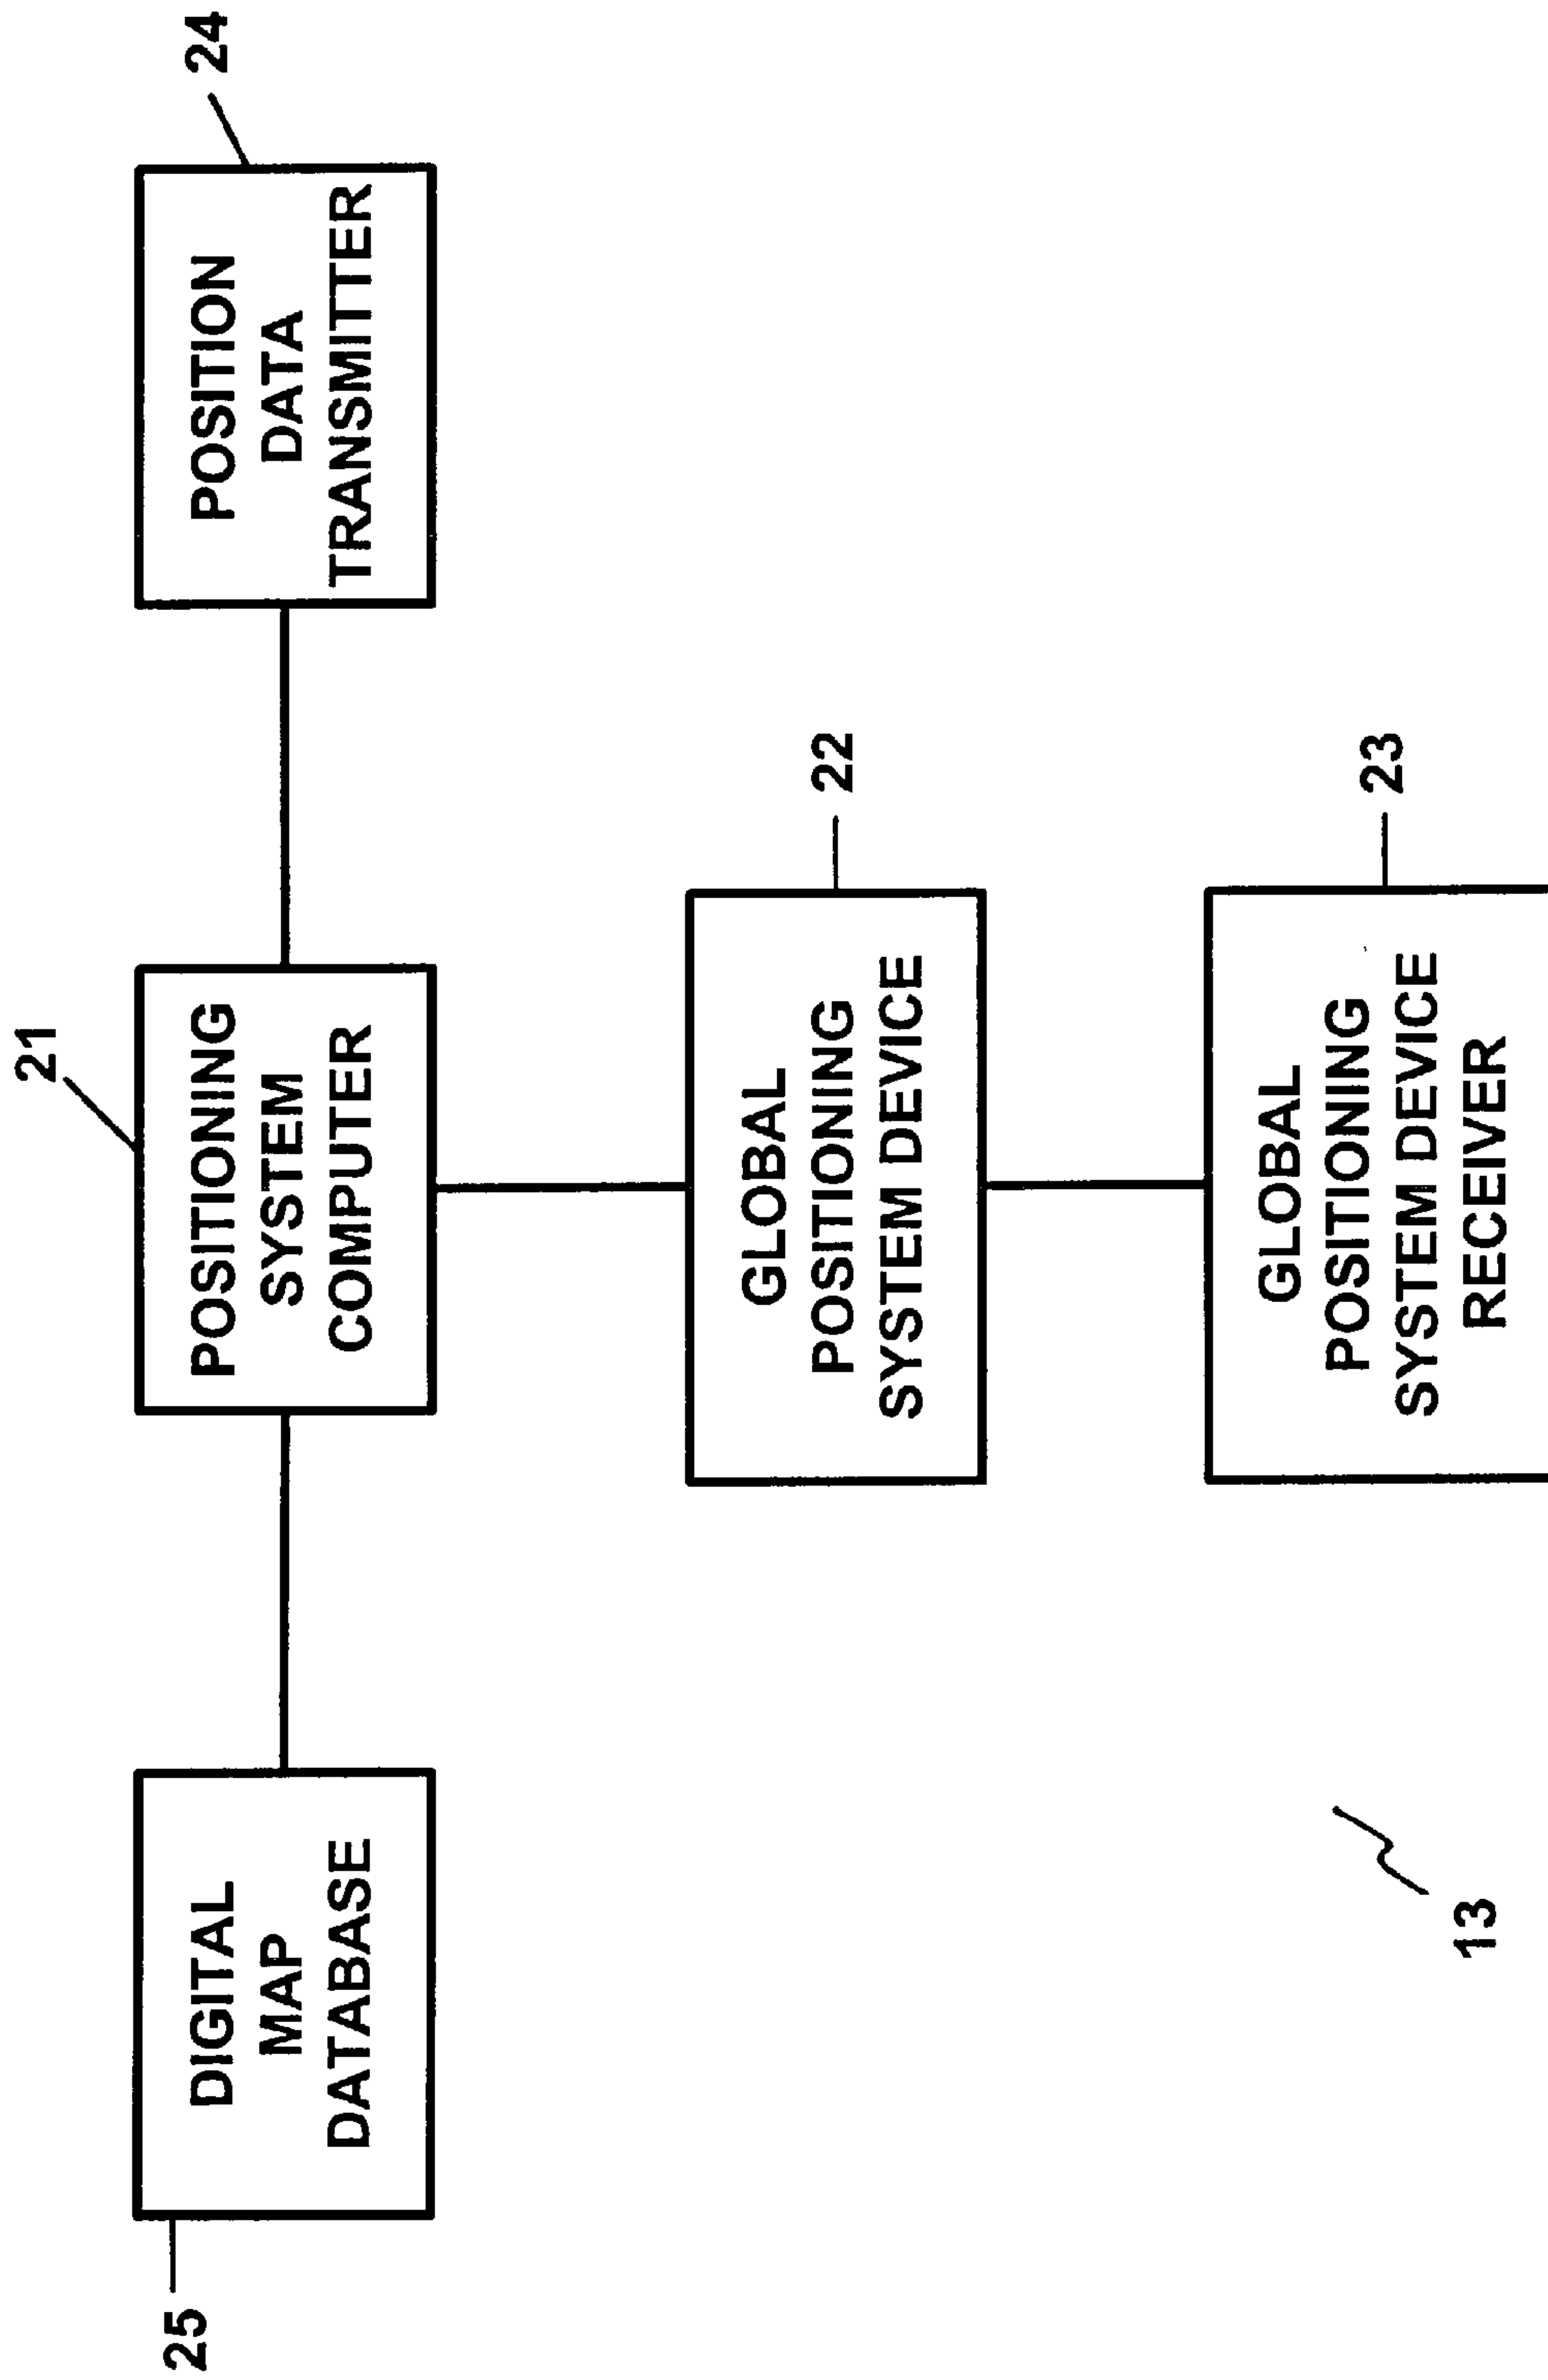 21
24
25
DIGITAL
MAP
DATABASE
POSITIONING
SYSTEM
COMPUTER
POSITION
DATA
TRANSMITTER
GLOBAL
POSITIONING
SYSTEM DEVICE
22
GLOBAL
POSITIONING
SYSTEM DEVICE
RECEIVER
23
13